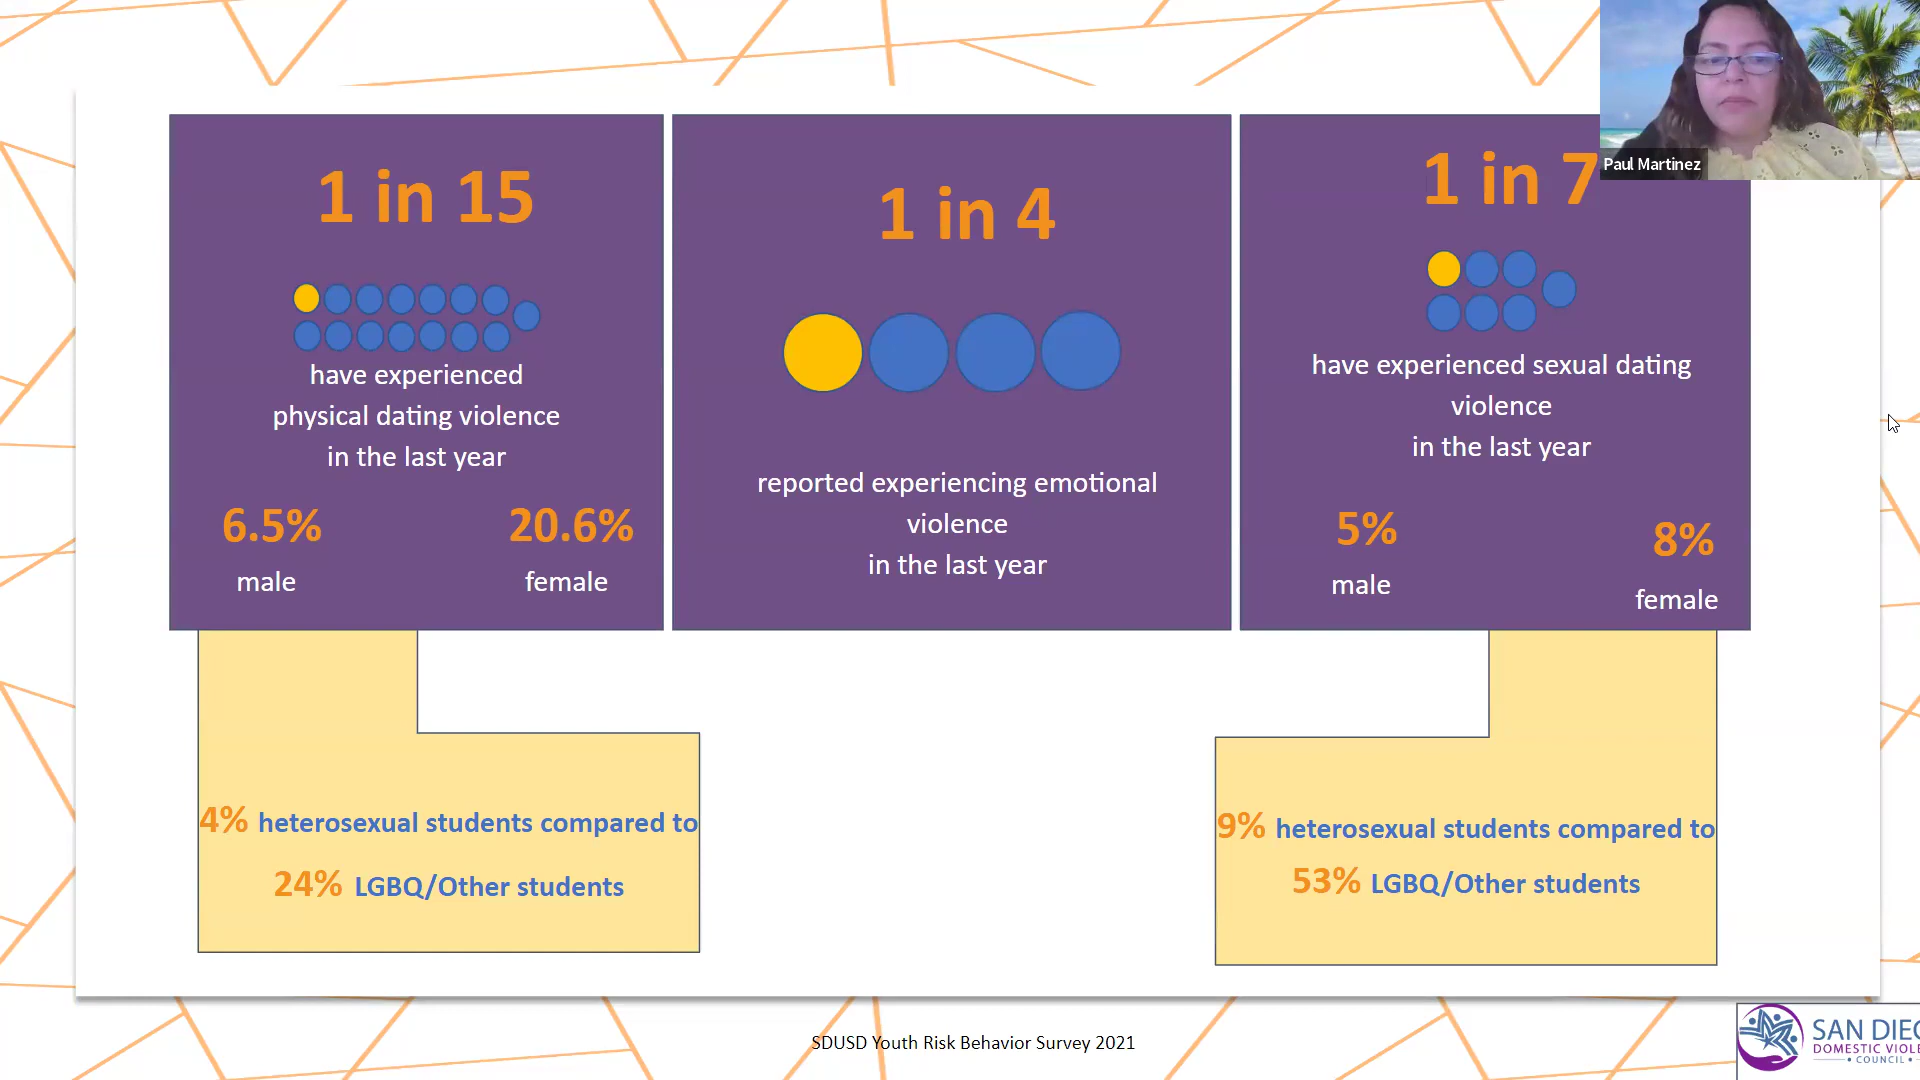 Paul Martinez
1 in 15
have experienced
physical dating violence
in the last year
6.5%
male
20.6%
female
1 in 4
reported experiencing emotional
violence
in the last year
1 in 7
have experienced sexual dating
violence
in the last year
5%
male
8%
female
4% heterosexual students compared to
24% LGBQ/Other students
9% heterosexual students compared to
53% LGBQ/Other students
SDUSD Youth Risk Behavior Survey 2021
SAN DIEG
DOMESTIC VIOLE
• COUNCIL •